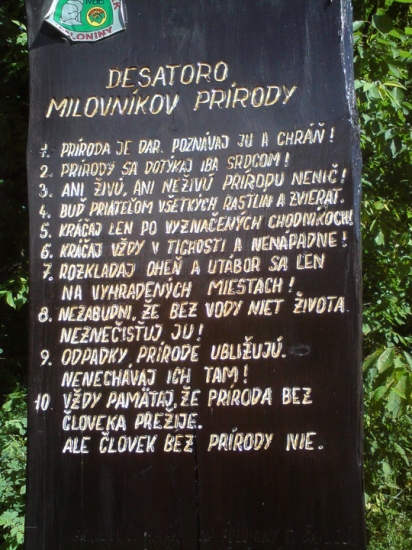 POLONINY
DESATORO
MILOVNÍKOV PRÍRODY
1. PRÍRODA JE DAR. POZNÁVAJ JU A CHRÁŇ!
2. PRÍRODY SA DOTÝKAJ IBA SRDCOM!
3. ANI ŽIVÚ, ANI NEŽIVÚ PRÍRODU NENIČ!
4. BUĎ PRIATEĽOM VŠETKÝCH RASTLÍN A ZVIERAT.
5. KRÁČAJ LEN PO VYZNAČENÝCH CHODNÍKOCH!
6. KRÁČAJ VŽDY V TICHOSTI A NENÁPADNE!
7. ROZKLADAJ OHEŇ A UTÁBOR SA LEN
NA VYHRADENÝCH MIESTACH!
8. NEZABUDNI, ŽE BEZ VODY NIET ŽIVOTA.
NEZNEČISŤUJ JU!
9. ODPADKY, PRÍRODE UBLIŽUJÚ.
NENECHÁVAJ ICH TAM!
10 VŽDY PAMÄTAJ, ŽE PRÍRODA BEZ
ČLOVEKA PREŽIJE.
ALE ČLOVEK BEZ PRÍRODY NIE.